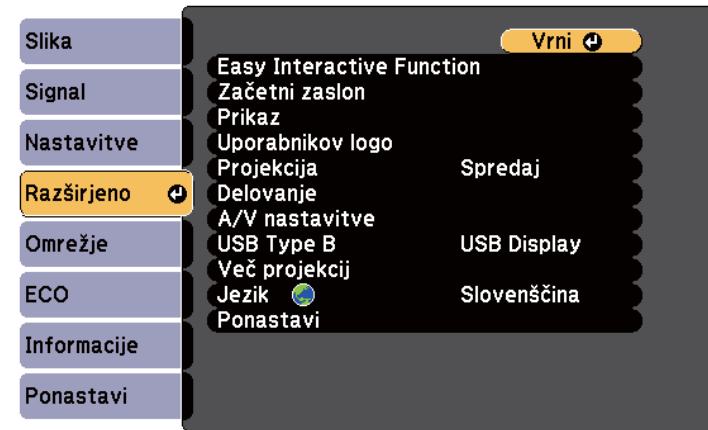 Slika
Signal
Nastavitve
Razširjeno
Omrežje
ECO
Informacije
Ponastavi
Vrni
Easy Interactive Function
Začetni zaslon
Prikaz
Uporabnikov logo
Projekcija Spredaj
Delovanje
A/V nastavitve
USB Type B USB Display
Več projekcij
Jezik Slovenščina
Ponastavi